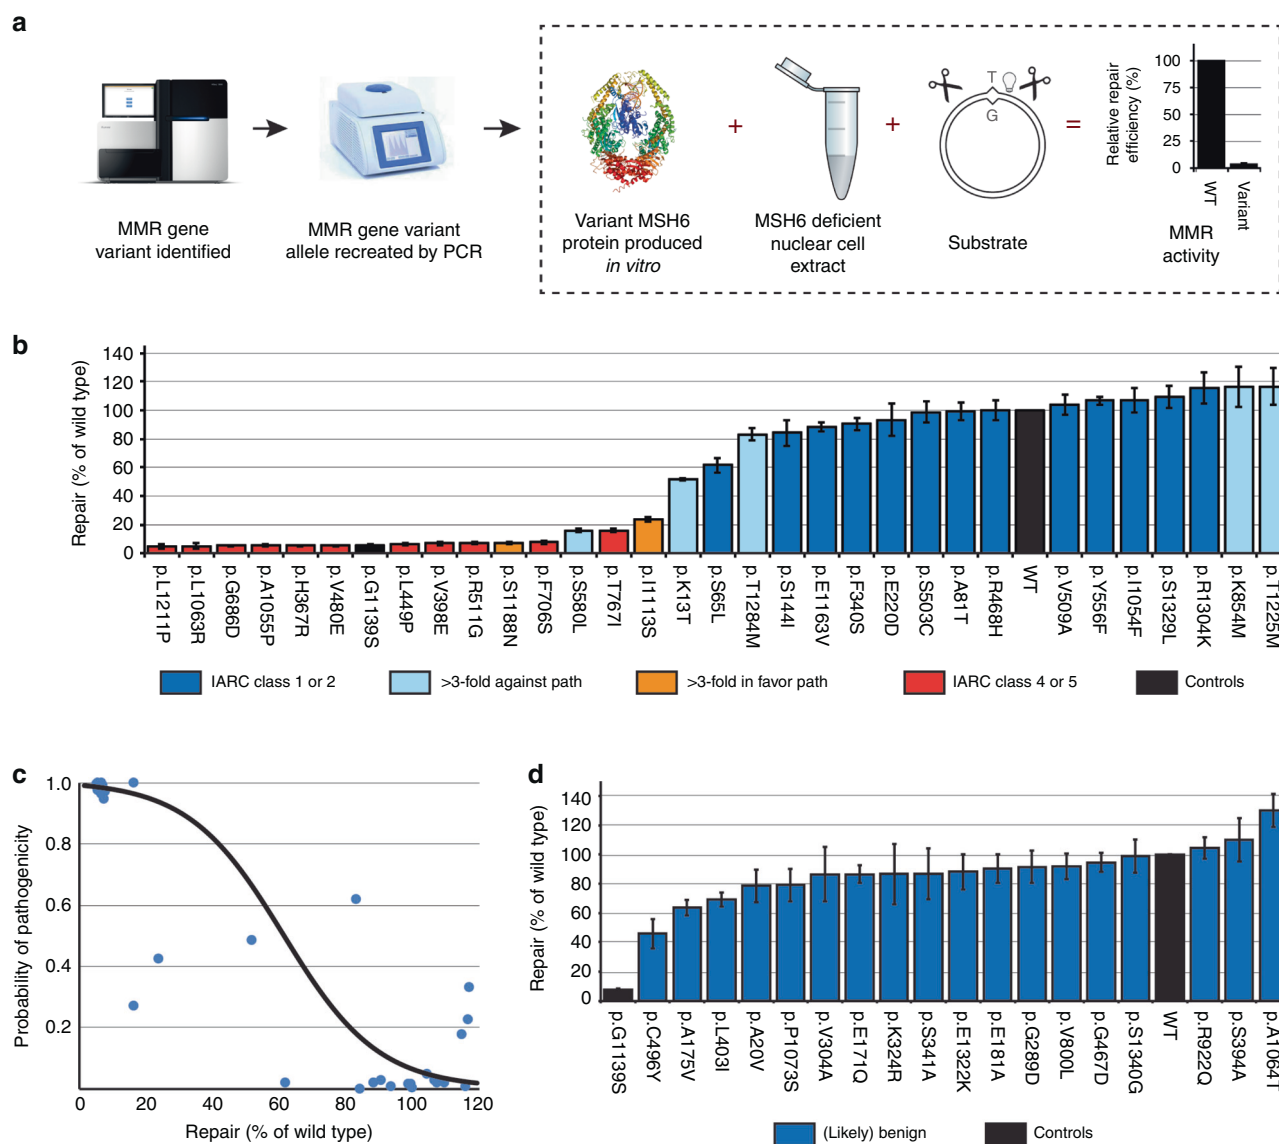 a
MMR gene
variant identified
MMR gene variant
allele recreated by PCR
Variant MSH6
protein produced
in vitro
+
MSH6 deficient
nuclear cell
extract
+
T
G
Substrate
=
Relative repair
efficiency (%)
100
75
50
25
0
WT
Variant
MMR
activity
b
Repair (% of wild type)
140
120
100
80
60
40
20
0
p.L1211P
p.L1063R
p.G686D
p.A1055P
p.H367R
p.V480E
p.G1139S
p.L449P
p.V398E
p.R511G
p.S1188N
p.F706S
p.S580L
p.T767I
p.I1113S
p.K13T
p.S65L
p.T1284M
p.S144I
p.E1163V
p.F340S
p.E220D
p.S503C
p.A81T
p.R468H
WT
p.V509A
p.Y556F
p.I1054F
p.S1329L
p.R1304K
p.K854M
p.T1225M
IARC class 1 or 2
>3-fold against path
>3-fold in favor path
IARC class 4 or 5
Controls
c
Probability of pathogenicity
1.0
0.8
0.6
0.4
0.2
0
20
40
60
80
100
120
Repair (% of wild type)
d
Repair (% of wild type)
140
120
100
80
60
40
20
0
p.G1139S
p.C496Y
p.A175V
p.L403I
p.A20V
p.P1073S
p.V304A
p.E171Q
p.K324R
p.S341A
p.E1322K
p.E181A
p.G289D
p.V800L
p.G467D
p.S1340G
WT
p.R922Q
p.S394A
p.A1064T
(Likely) benign
Controls